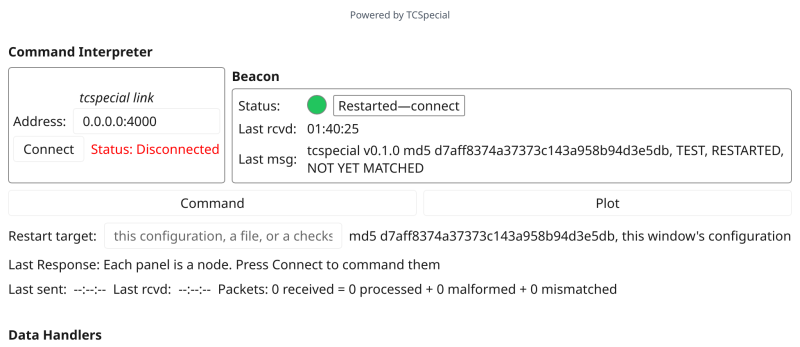 Powered by TCSpecial
Command Interpreter
tcspecial link
Address: 0.0.0.0:4000
Connect Status: Disconnected
Beacon
Status: Restarted—connect
Last rcvd: 01:40:25
Last msg: tcspecial v0.1.0 md5 d7aff8374a37373c143a958b94d3e5db, TEST, RESTARTED,
NOT YET MATCHED
Command
Plot
Restart target: this configuration, a file, or a checks md5 d7aff8374a37373c143a958b94d3e5db, this window's configuration
Last Response: Each panel is a node. Press Connect to command them
Last sent: --:--:-- Last rcvd: --:--:-- Packets: 0 received = 0 processed + 0 malformed + 0 mismatched
Data Handlers